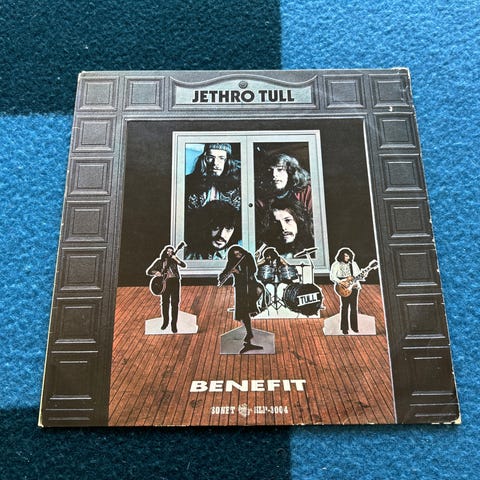 JETHRO TULL
TULL
BENEFIT
SONET SLP-3004